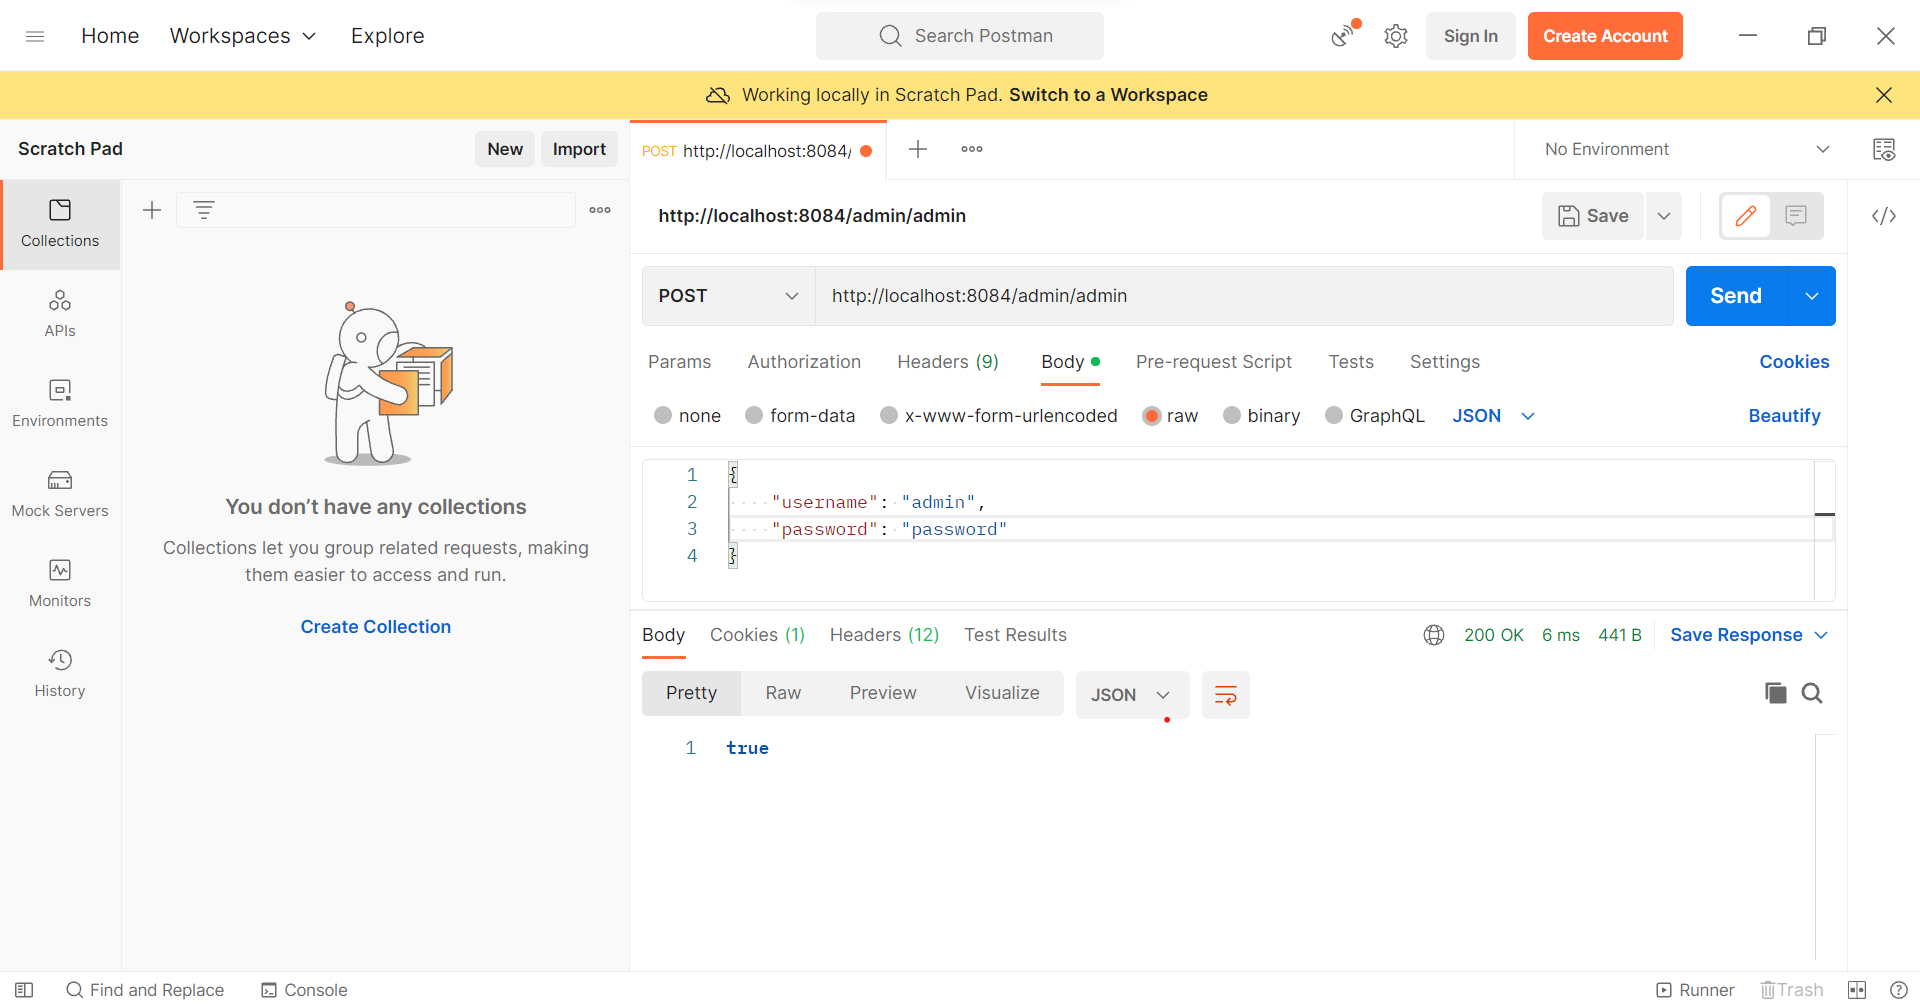 Home Workspaces Explore Search Postman Sign In Create Account
Working locally in Scratch Pad. Switch to a Workspace
Scratch Pad New Import
POST http://localhost:8084/ No Environment
Collections
APIs
Environments
Mock Servers
Monitors
History
You don’t have any collections
Collections let you group related requests, making
them easier to access and run.
Create Collection
http://localhost:8084/admin/admin Save
POST http://localhost:8084/admin/admin Send
Params Authorization Headers (9) Body Pre-request Script Tests Settings Cookies
none form-data x-www-form-urlencoded raw binary GraphQL JSON Beautify
1 {
2 "username": "admin",
3 "password": "password"
4 }
Body Cookies (1) Headers (12) Test Results 200 OK 6 ms 441 B Save Response
Pretty Raw Preview Visualize JSON
1 true
Find and Replace Console Runner Trash